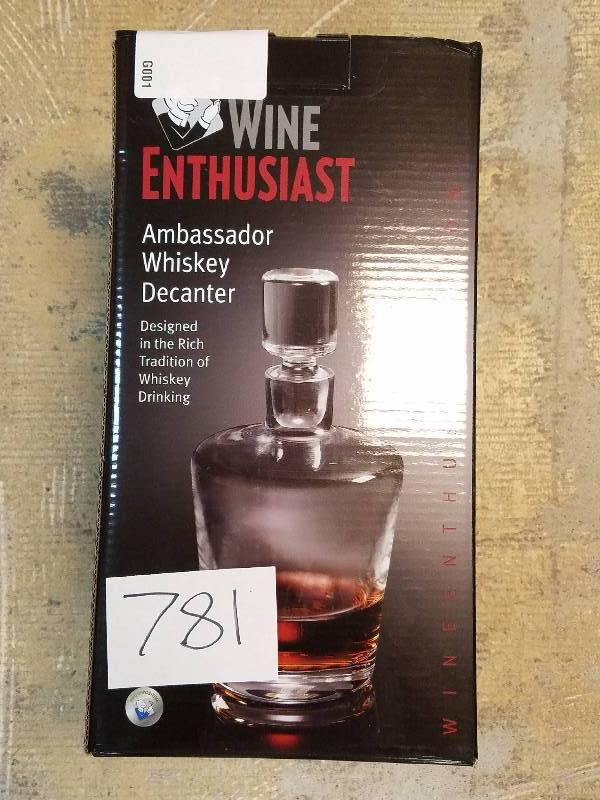 G001
WINE
ENTHUSIAST
Ambassador
Whiskey
Decanter
Designed
in the Rich
Tradition of
Whiskey
Drinking
781
WINEENTHU